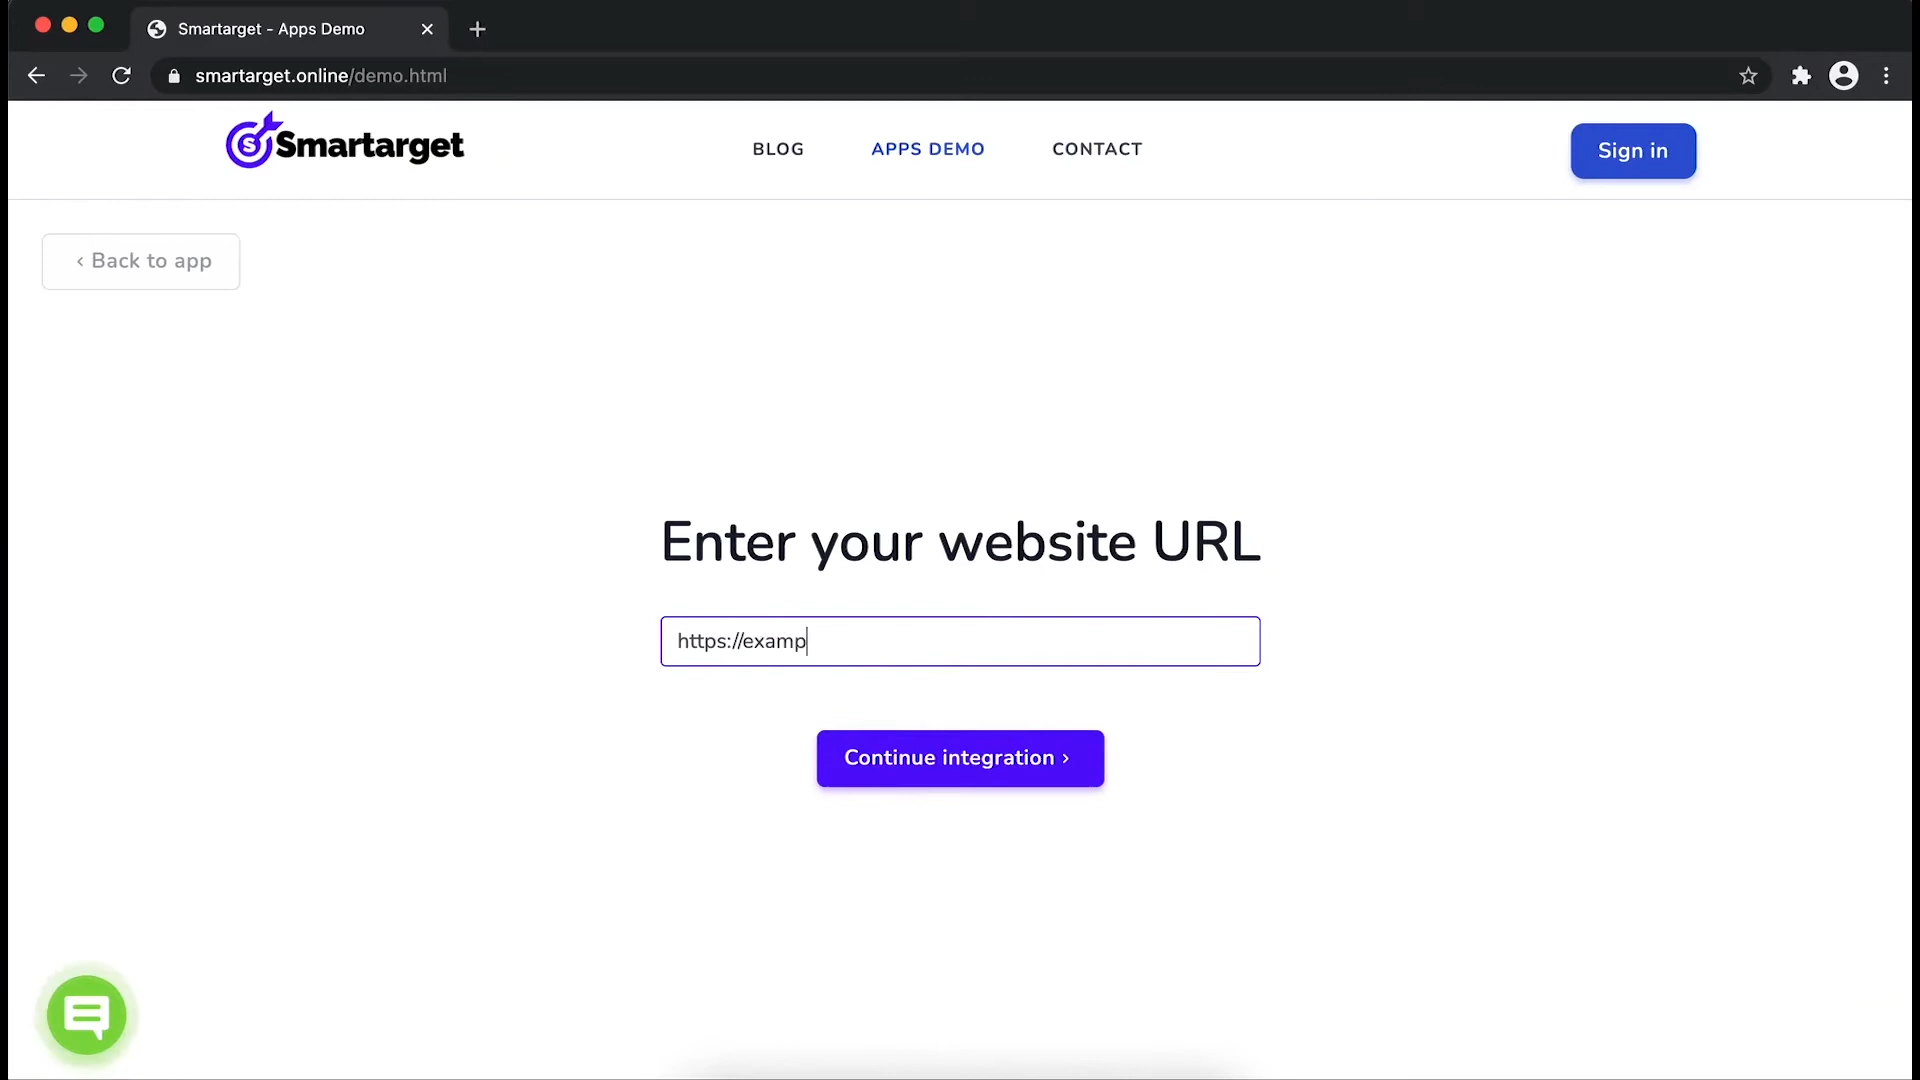 Smartarget - Apps Demo
smartarget.online/demo.html
Smartarget
BLOG
APPS DEMO
CONTACT
Sign in
‹ Back to app
Enter your website URL
https://examp
Continue integration ›